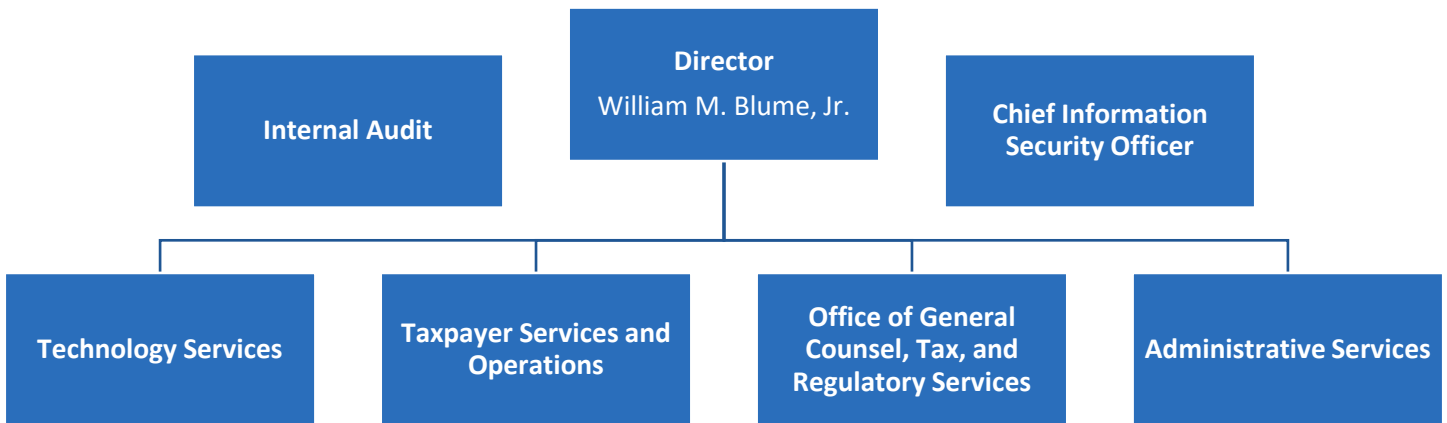 Director
William M. Blume, Jr.
Internal Audit
Chief Information
Security Officer
Technology Services
Taxpayer Services and
Operations
Office of General
Counsel, Tax, and
Regulatory Services
Administrative Services